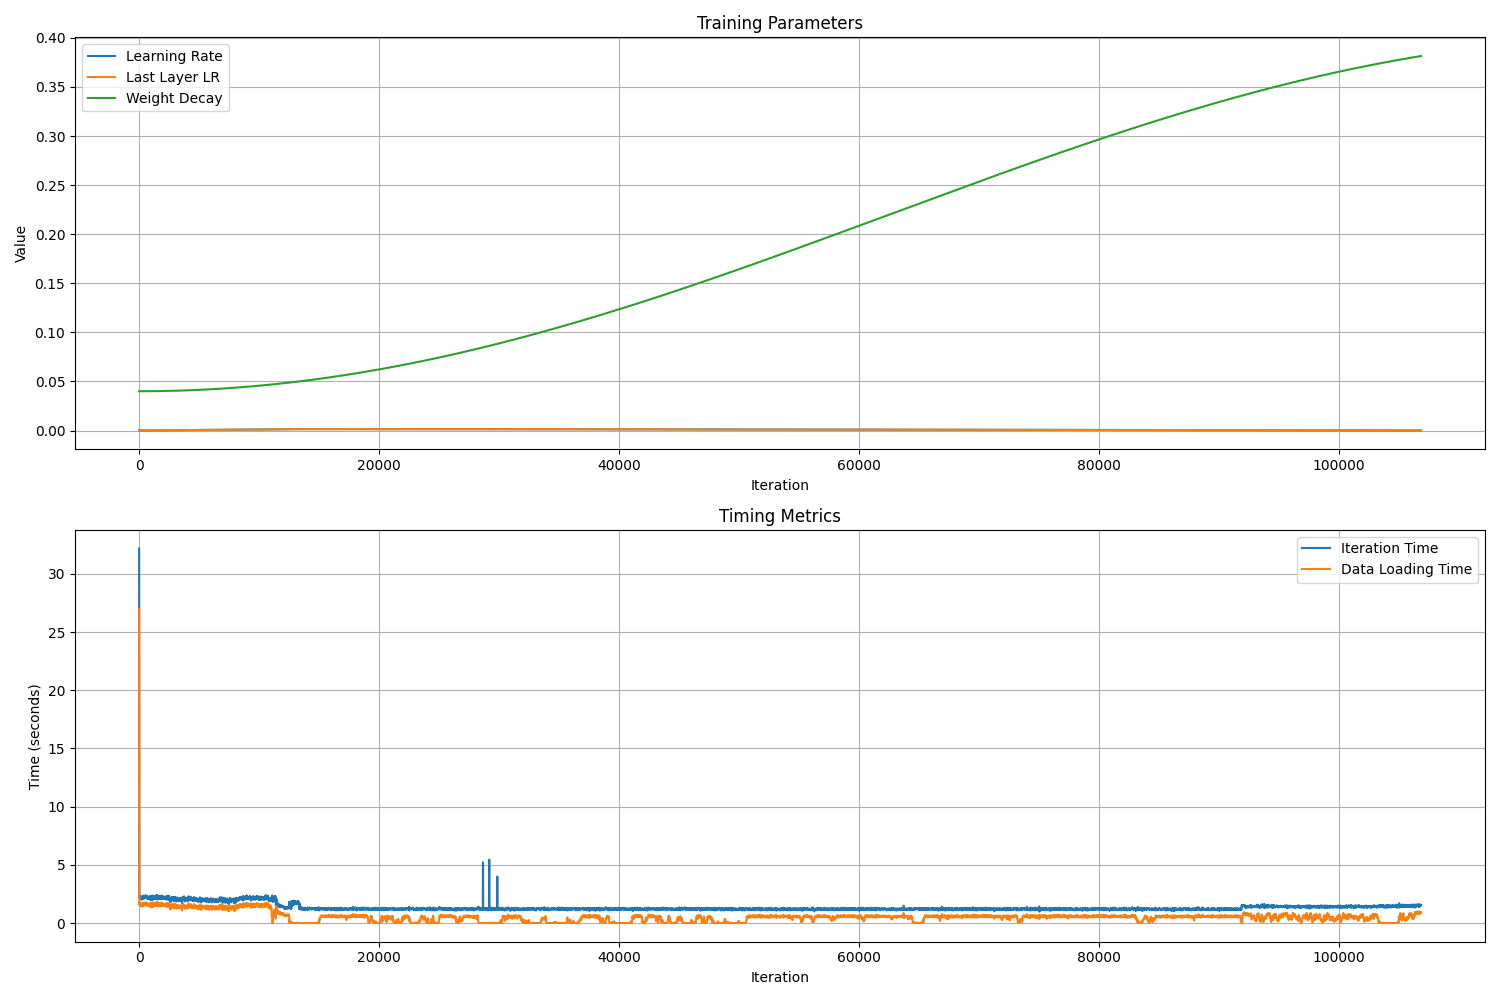 Training Parameters
Learning Rate
Last Layer LR
Weight Decay
Value
0.40
0.35
0.30
0.25
0.20
0.15
0.10
0.05
0.00
0 20000 40000 60000 80000 100000
Iteration
Timing Metrics
Iteration Time
Data Loading Time
Time (seconds)
30
25
20
15
10
5
0
0 20000 40000 60000 80000 100000
Iteration